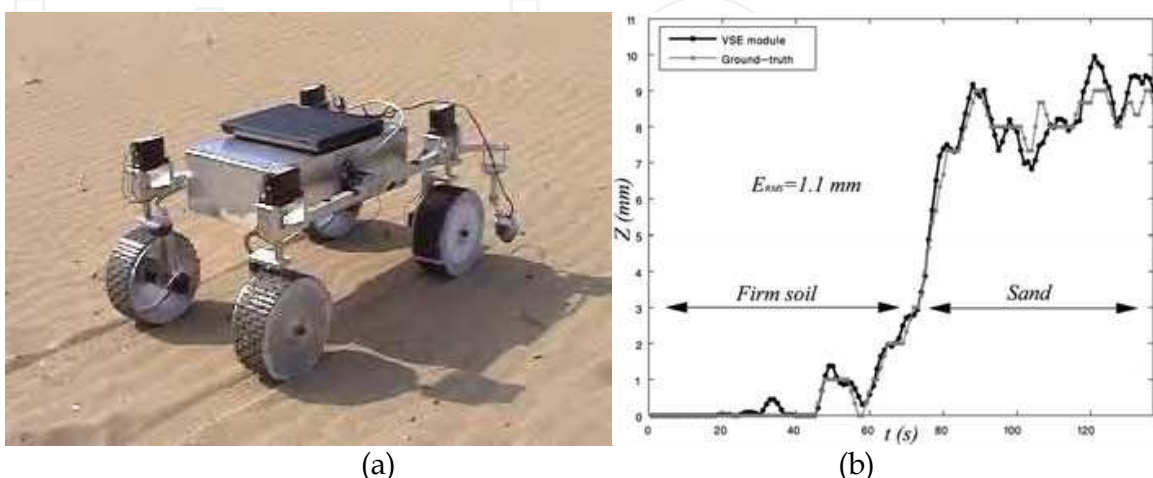 11
10
9
8
7
6
5
4
3
2
1
0
Z (mm)
VSE module
Ground-truth
E_RMS=1.1 mm
Firm soil
Sand
0 20 40 60 80 100 120
t (s)
(a) (b)